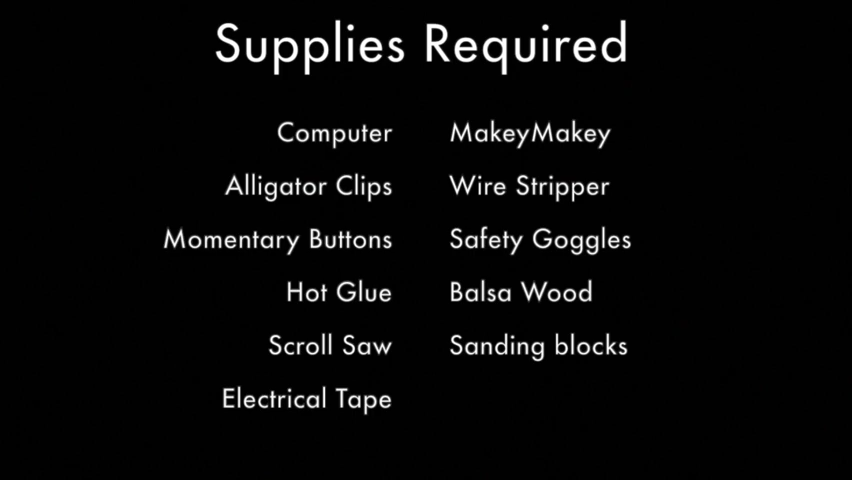 Supplies Required
Computer
Alligator Clips
Momentary Buttons
Hot Glue
Scroll Saw
Electrical Tape
MakeyMakey
Wire Stripper
Safety Goggles
Balsa Wood
Sanding blocks